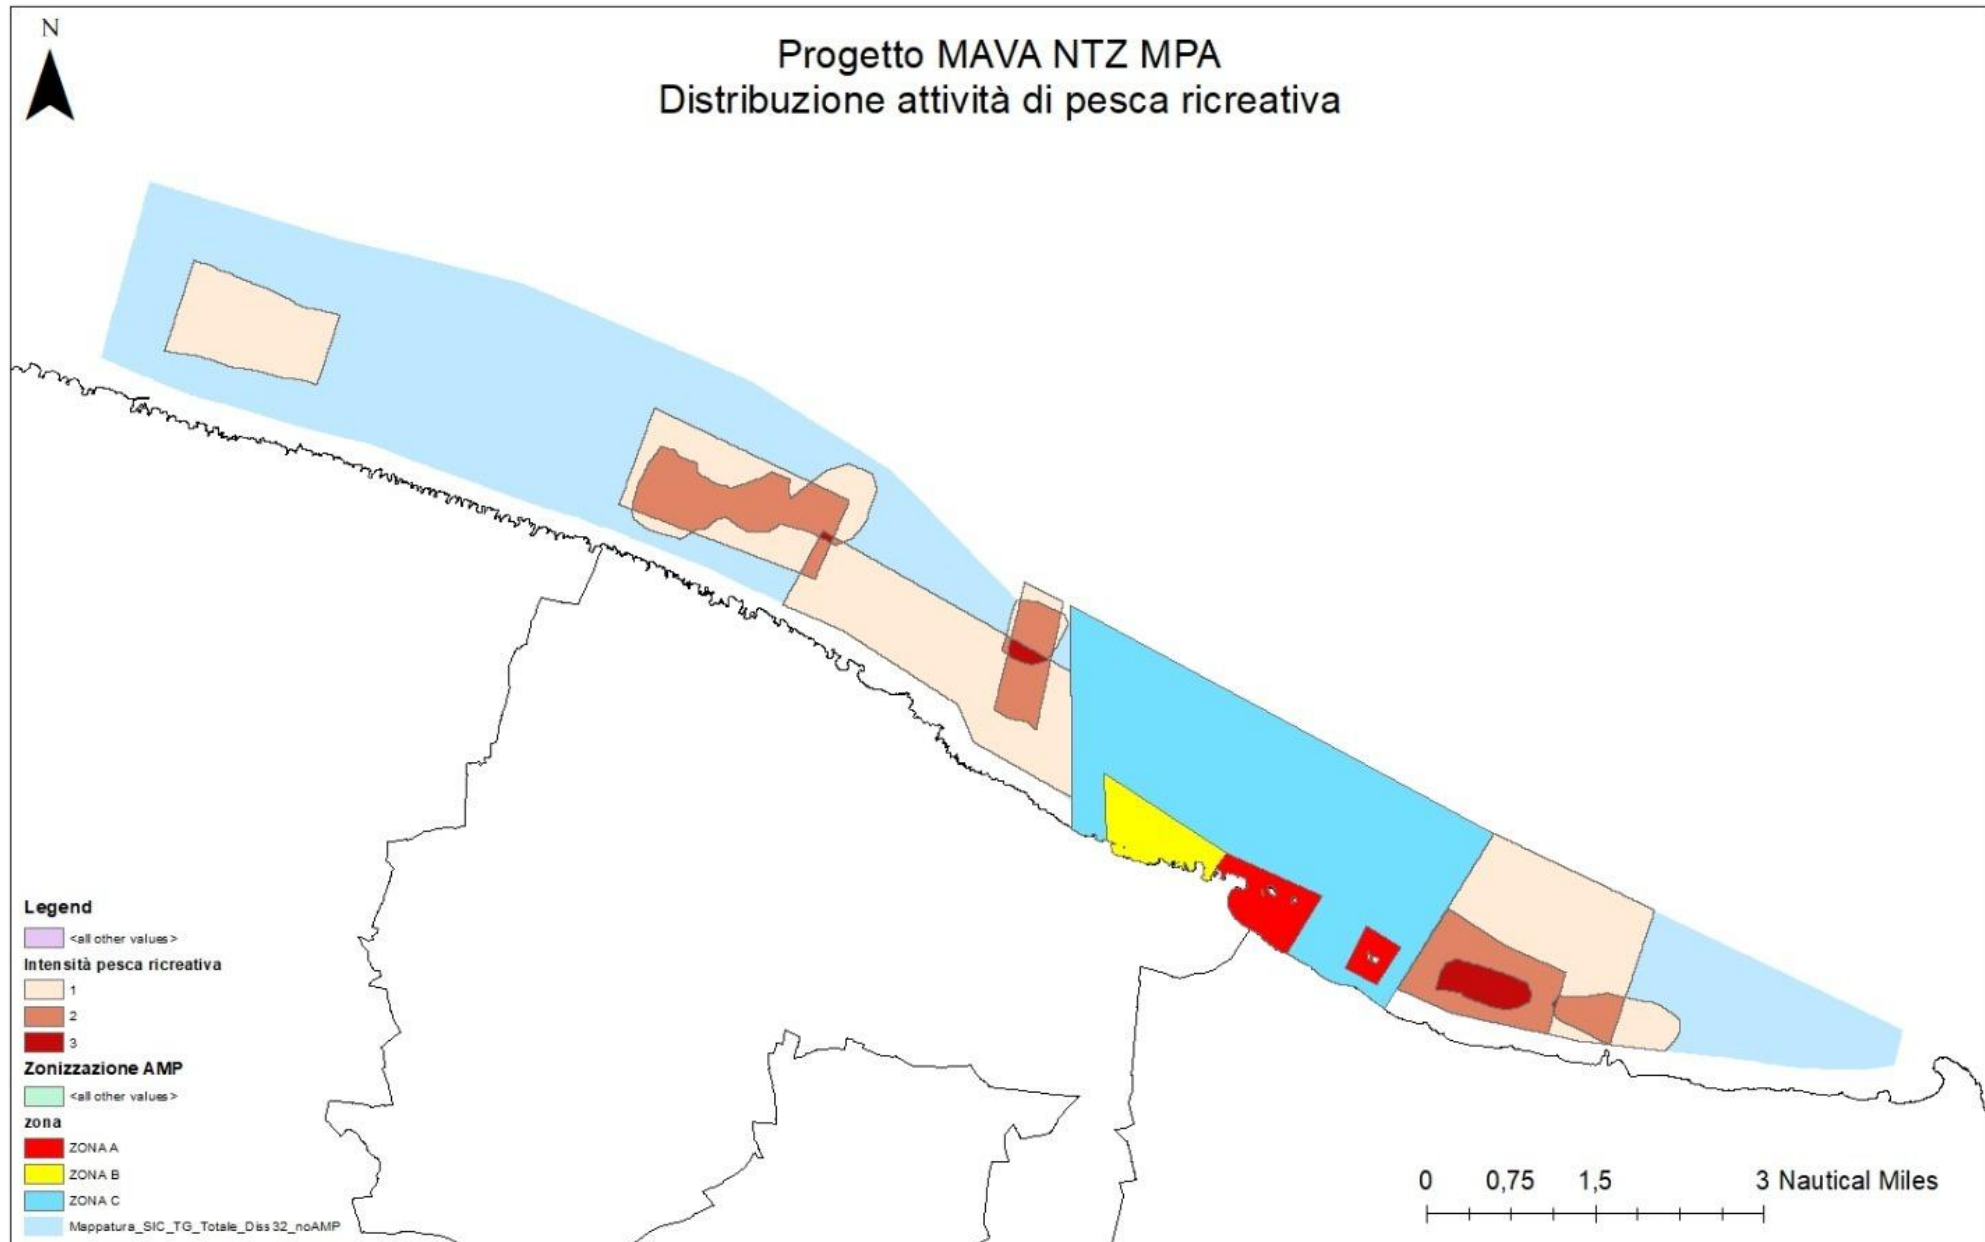 N
Progetto MAVA NTZ MPA
Distribuzione attività di pesca ricreativa
Legend
<all other values>
Intensità pesca ricreativa
1
2
3
Zonizzazione AMP
<all other values>
zona
ZONA A
ZONA B
ZONA C
Mappatura_SIC_TG_Totale_Diss32_noAMP
0 0,75 1,5 3 Nautical Miles